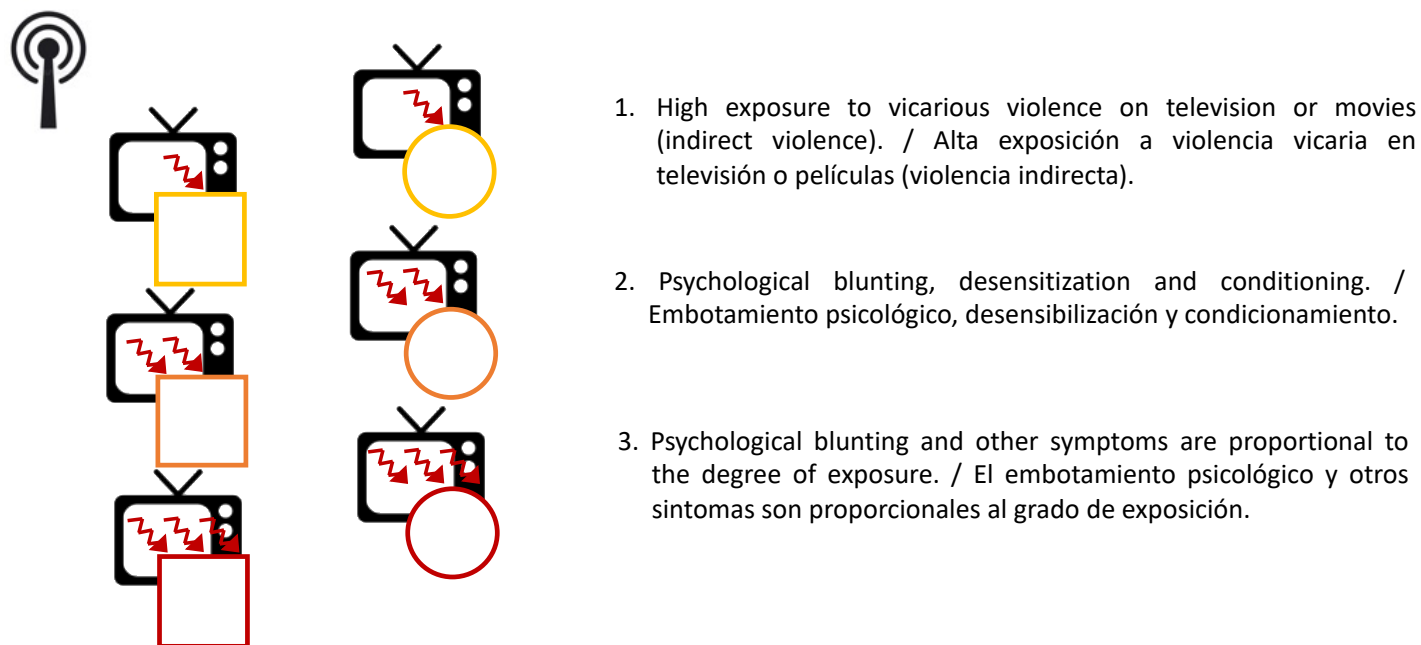 1. High exposure to vicarious violence on television or movies
(indirect violence). / Alta exposición a violencia vicaria en
televisión o películas (violencia indirecta).
2. Psychological blunting, desensitization and conditioning. /
Embotamiento psicológico, desensibilización y condicionamiento.
3. Psychological blunting and other symptoms are proportional to
the degree of exposure. / El embotamiento psicológico y otros
sintomas son proporcionales al grado de exposición.